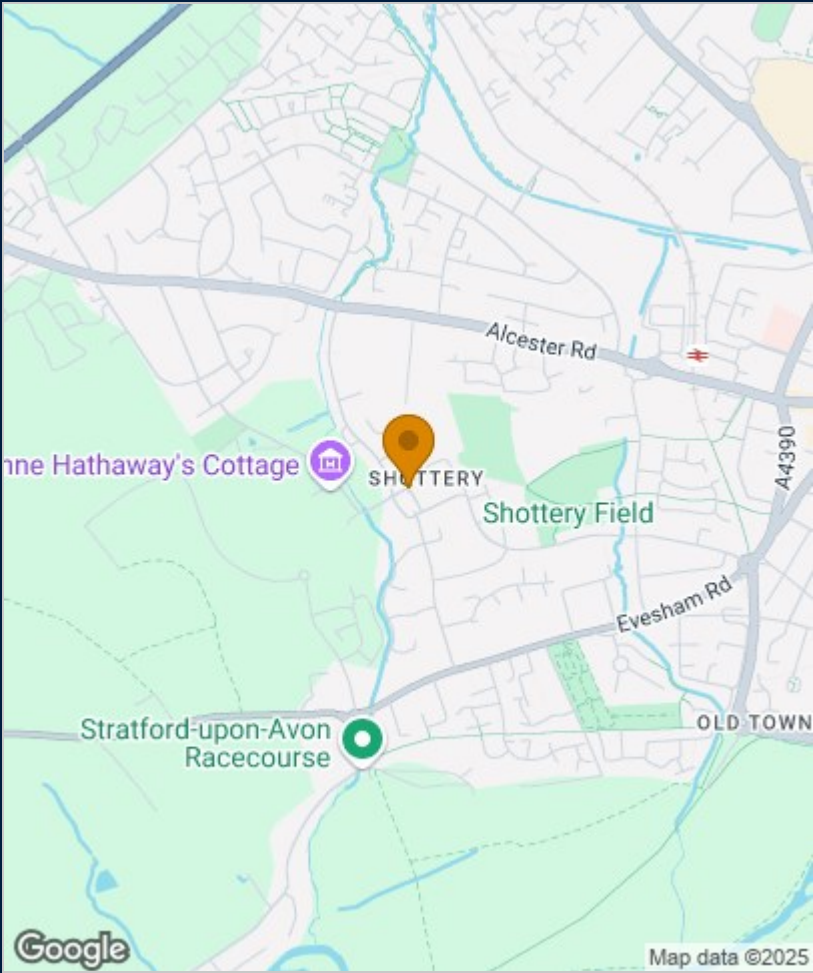 Alcester Rd
nne Hathaway's Cottage
SHOTTERY
A4390
Shottery Field
Evesham Rd
Stratford-upon-Avon
Racecourse
OLD TOWN
Google
Map data ©2025